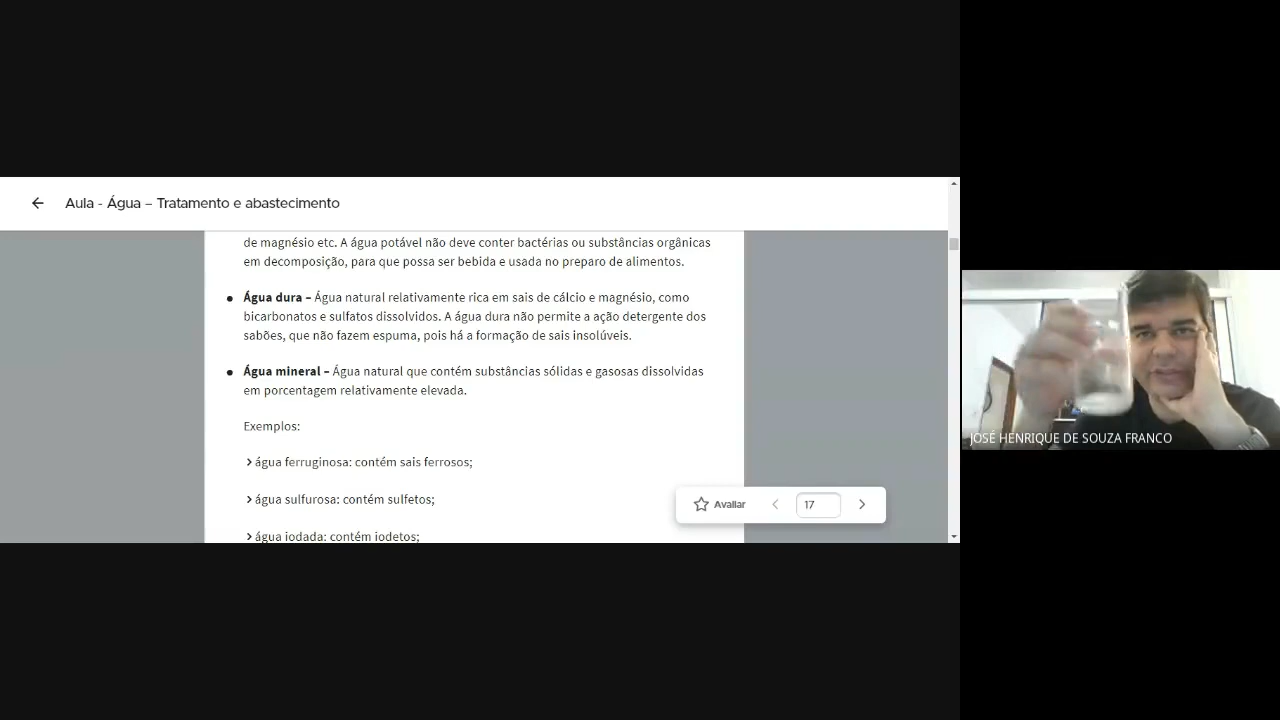 Aula - Água – Tratamento e abastecimento
de magnésio etc. A água potável não deve conter bactérias ou substâncias orgânicas
em decomposição, para que possa ser bebida e usada no preparo de alimentos.
Água dura – Água natural relativamente rica em sais de cálcio e magnésio, como
bicarbonatos e sulfatos dissolvidos. A água dura não permite a ação detergente dos
sabões, que não fazem espuma, pois há a formação de sais insolúveis.
Água mineral – Água natural que contém substâncias sólidas e gasosas dissolvidas
em porcentagem relativamente elevada.
Exemplos:
água ferruginosa: contém sais ferrosos;
água sulfurosa: contém sulfetos;
água iodada: contém iodetos;
Avaliar
17
JOSÉ HENRIQUE DE SOUZA FRANCO